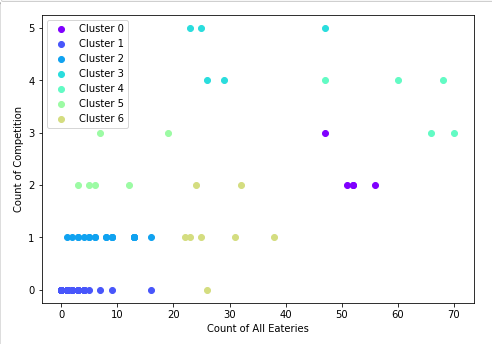 5
Cluster 0
Cluster 1
Cluster 2
4
Cluster 3
Cluster 4
Cluster 5
Cluster 6
3
Count of Competition
2
1
0
0 10 20 30 40 50 60 70
Count of All Eateries